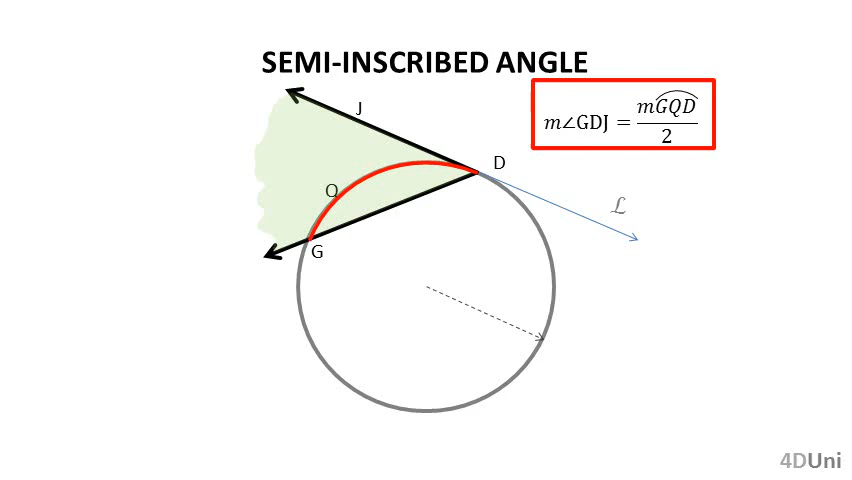 SEMI-INSCRIBED ANGLE
J
m∠GDJ = mGQD/2
D
Q
ℒ
G
4DUni